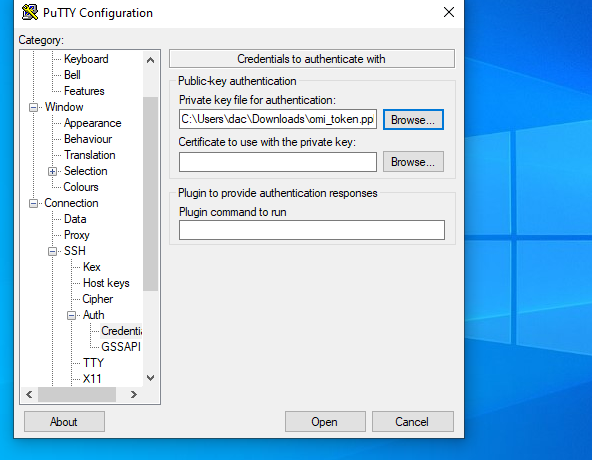 PuTTY Configuration
Category:
Keyboard
Bell
Features
Window
Appearance
Behaviour
Translation
Selection
Colours
Connection
Data
Proxy
SSH
Kex
Host keys
Cipher
Auth
Credentia
GSSAPI
TTY
X11
Credentials to authenticate with
Public-key authentication
Private key file for authentication:
C:\Users\dac\Downloads\omi_token.pp Browse...
Certificate to use with the private key:
Browse...
Plugin to provide authentication responses
Plugin command to run
About Open Cancel